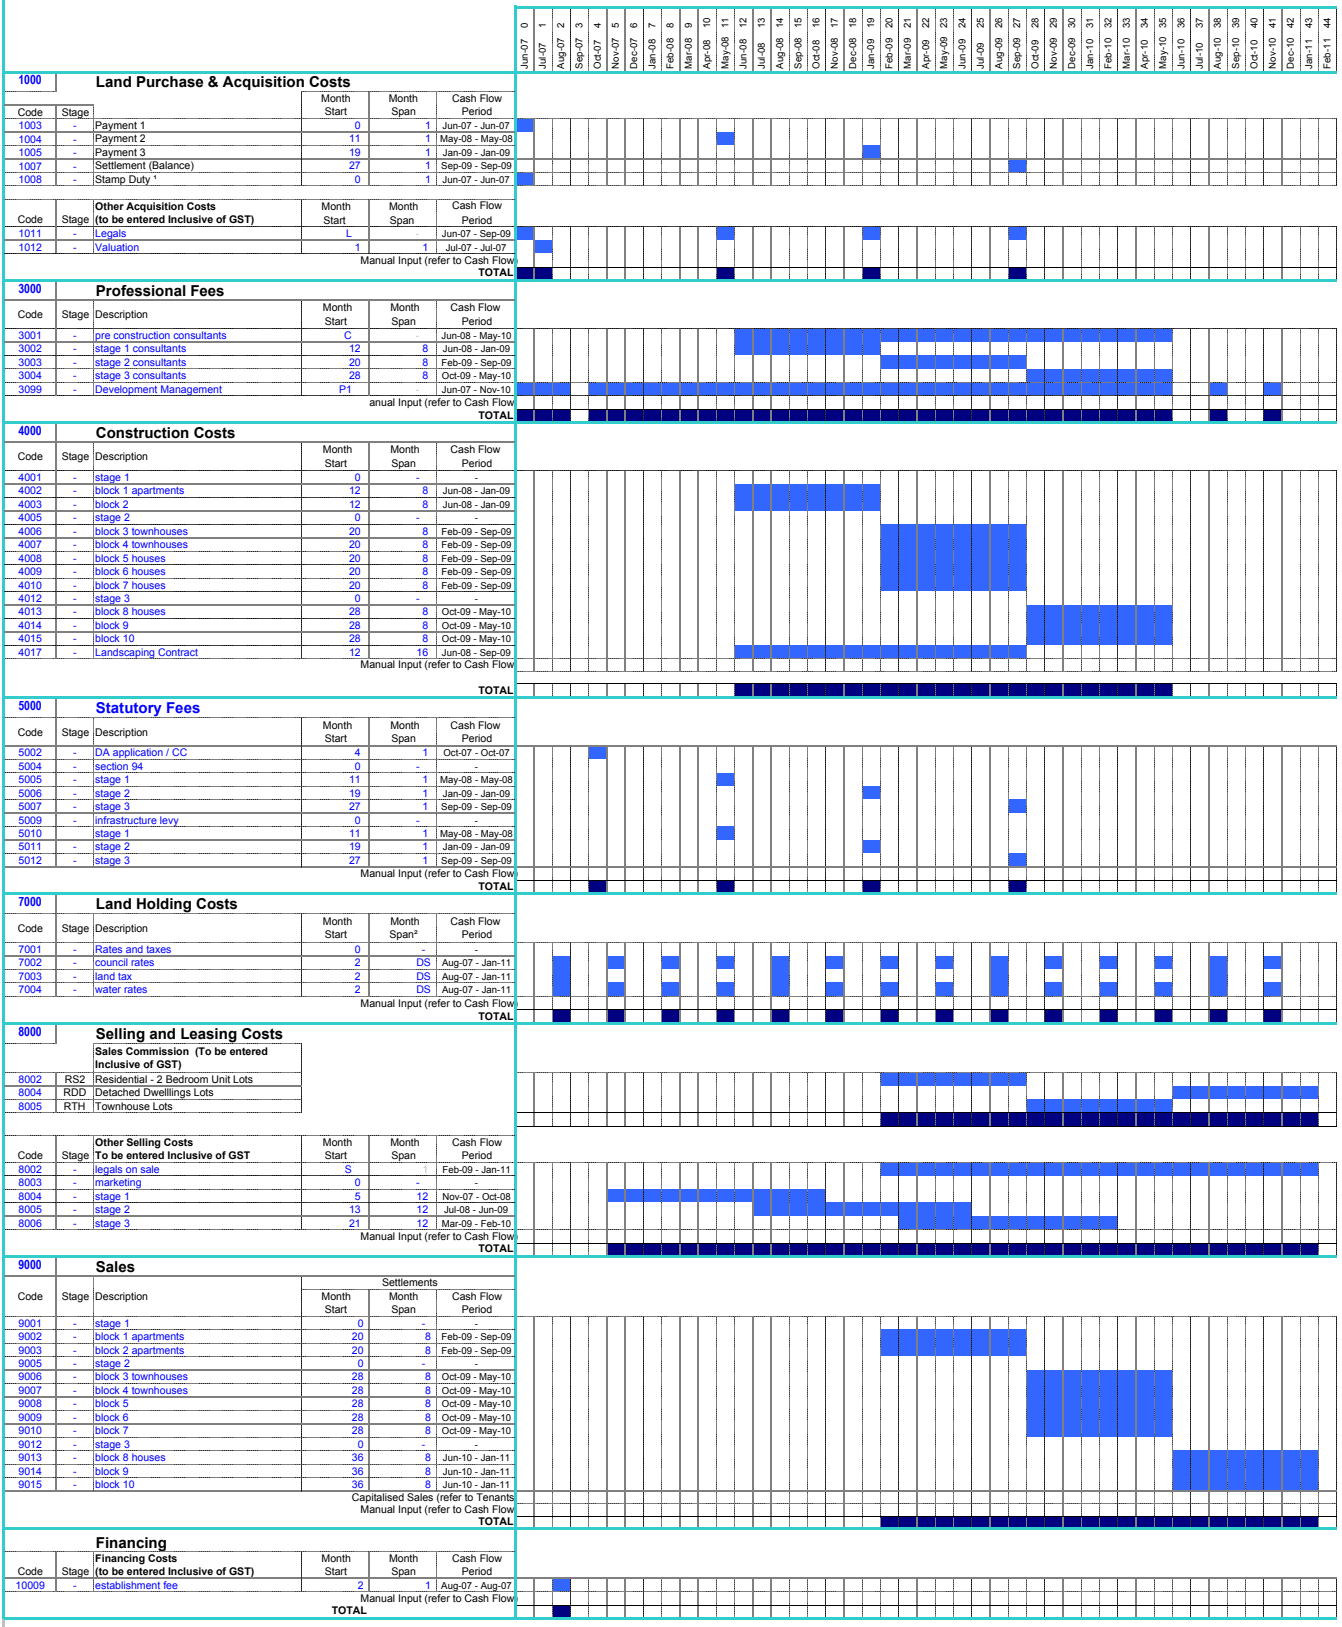 0 1 2 3 4 5 6 7 8 9 10 11 12 13 14 15 16 17 18 19 20 21 22 23 24 25 26 27 28 29 30 31 32 33 34 35 36 37 38 39 40 41 42 43 44
Jun-07 Jul-07 Aug-07 Sep-07 Oct-07 Nov-07 Dec-07 Jan-08 Feb-08 Mar-08 Apr-08 May-08 Jun-08 Jul-08 Aug-08 Sep-08 Oct-08 Nov-08 Dec-08 Jan-09 Feb-09 Mar-09 Apr-09 May-09 Jun-09 Jul-09 Aug-09 Sep-09 Oct-09 Nov-09 Dec-09 Jan-10 Feb-10 Mar-10 Apr-10 May-10 Jun-10 Jul-10 Aug-10 Sep-10 Oct-10 Nov-10 Dec-10 Jan-11 Feb-11
1000 Land Purchase & Acquisition Costs
Month Month Cash Flow
Code Stage Start Span Period
1003 - Payment 1 0 1 Jun-07 - Jun-07
1004 - Payment 2 11 1 May-08 - May-08
1005 - Payment 3 19 1 Jan-09 - Jan-09
1007 - Settlement (Balance) 27 1 Sep-09 - Sep-09
1008 - Stamp Duty ¹ 0 1 Jun-07 - Jun-07
Other Acquisition Costs Month Month Cash Flow
Code Stage (to be entered Inclusive of GST) Start Span Period
1011 - Legals L - Jun-07 - Sep-09
1012 - Valuation 1 1 Jul-07 - Jul-07
Manual Input (refer to Cash Flow
TOTAL
3000 Professional Fees
Code Stage Description Month Month Cash Flow
Start Span Period
3001 - pre construction consultants C - Jun-08 - May-10
3002 - stage 1 consultants 12 8 Jun-08 - Jan-09
3003 - stage 2 consultants 20 8 Feb-09 - Sep-09
3004 - stage 3 consultants 28 8 Oct-09 - May-10
3099 - Development Management P1 - Jun-07 - Nov-10
anual Input (refer to Cash Flow
TOTAL
4000 Construction Costs
Code Stage Description Month Month Cash Flow
Start Span Period
4001 - stage 1 0 - -
4002 - block 1 apartments 12 8 Jun-08 - Jan-09
4003 - block 2 12 8 Jun-08 - Jan-09
4005 - stage 2 0 - -
4006 - block 3 townhouses 20 8 Feb-09 - Sep-09
4007 - block 4 townhouses 20 8 Feb-09 - Sep-09
4008 - block 5 houses 20 8 Feb-09 - Sep-09
4009 - block 6 houses 20 8 Feb-09 - Sep-09
4010 - block 7 houses 20 8 Feb-09 - Sep-09
4012 - stage 3 0 - -
4013 - block 8 houses 28 8 Oct-09 - May-10
4014 - block 9 28 8 Oct-09 - May-10
4015 - block 10 28 8 Oct-09 - May-10
4017 - Landscaping Contract 12 16 Jun-08 - Sep-09
Manual Input (refer to Cash Flow
TOTAL
5000 Statutory Fees
Code Stage Description Month Month Cash Flow
Start Span Period
5002 - DA application / CC 4 1 Oct-07 - Oct-07
5004 - section 94 0 - -
5005 - stage 1 11 1 May-08 - May-08
5006 - stage 2 19 1 Jan-09 - Jan-09
5007 - stage 3 27 1 Sep-09 - Sep-09
5009 - infrastructure levy 0 - -
5010 stage 1 11 1 May-08 - May-08
5011 - stage 2 19 1 Jan-09 - Jan-09
5012 - stage 3 27 1 Sep-09 - Sep-09
Manual Input (refer to Cash Flow
TOTAL
7000 Land Holding Costs
Code Stage Description Month Month Cash Flow
Start Span² Period
7001 - Rates and taxes 0 - -
7002 - council rates 2 DS Aug-07 - Jan-11
7003 - land tax 2 DS Aug-07 - Jan-11
7004 - water rates 2 DS Aug-07 - Jan-11
Manual Input (refer to Cash Flow
TOTAL
8000 Selling and Leasing Costs
Sales Commission (To be entered
Inclusive of GST)
8002 RS2 Residential - 2 Bedroom Unit Lots
8004 RDD Detached Dwelllings Lots
8005 RTH Townhouse Lots
Other Selling Costs Month Month Cash Flow
Code Stage To be entered Inclusive of GST Start Span Period
8002 - legals on sale S 1 Feb-09 - Jan-11
8003 - marketing 0 - -
8004 - stage 1 5 12 Nov-07 - Oct-08
8005 - stage 2 13 12 Jul-08 - Jun-09
8006 - stage 3 21 12 Mar-09 - Feb-10
Manual Input (refer to Cash Flow
TOTAL
9000 Sales
Settlements
Code Stage Description Month Month Cash Flow
Start Span Period
9001 - stage 1 0 - -
9002 - block 1 apartments 20 8 Feb-09 - Sep-09
9003 - block 2 apartments 20 8 Feb-09 - Sep-09
9005 - stage 2 0 - -
9006 - block 3 townhouses 28 8 Oct-09 - May-10
9007 - block 4 townhouses 28 8 Oct-09 - May-10
9008 - block 5 28 8 Oct-09 - May-10
9009 - block 6 28 8 Oct-09 - May-10
9010 - block 7 28 8 Oct-09 - May-10
9012 - stage 3 0 - -
9013 - block 8 houses 36 8 Jun-10 - Jan-11
9014 - block 9 36 8 Jun-10 - Jan-11
9015 - block 10 36 8 Jun-10 - Jan-11
Capitalised Sales (refer to Tenants
Manual Input (refer to Cash Flow
TOTAL
Financing
Financing Costs Month Month Cash Flow
Code Stage (to be entered Inclusive of GST) Start Span Period
10009 - establishment fee 2 1 Aug-07 - Aug-07
Manual Input (refer to Cash Flow
TOTAL